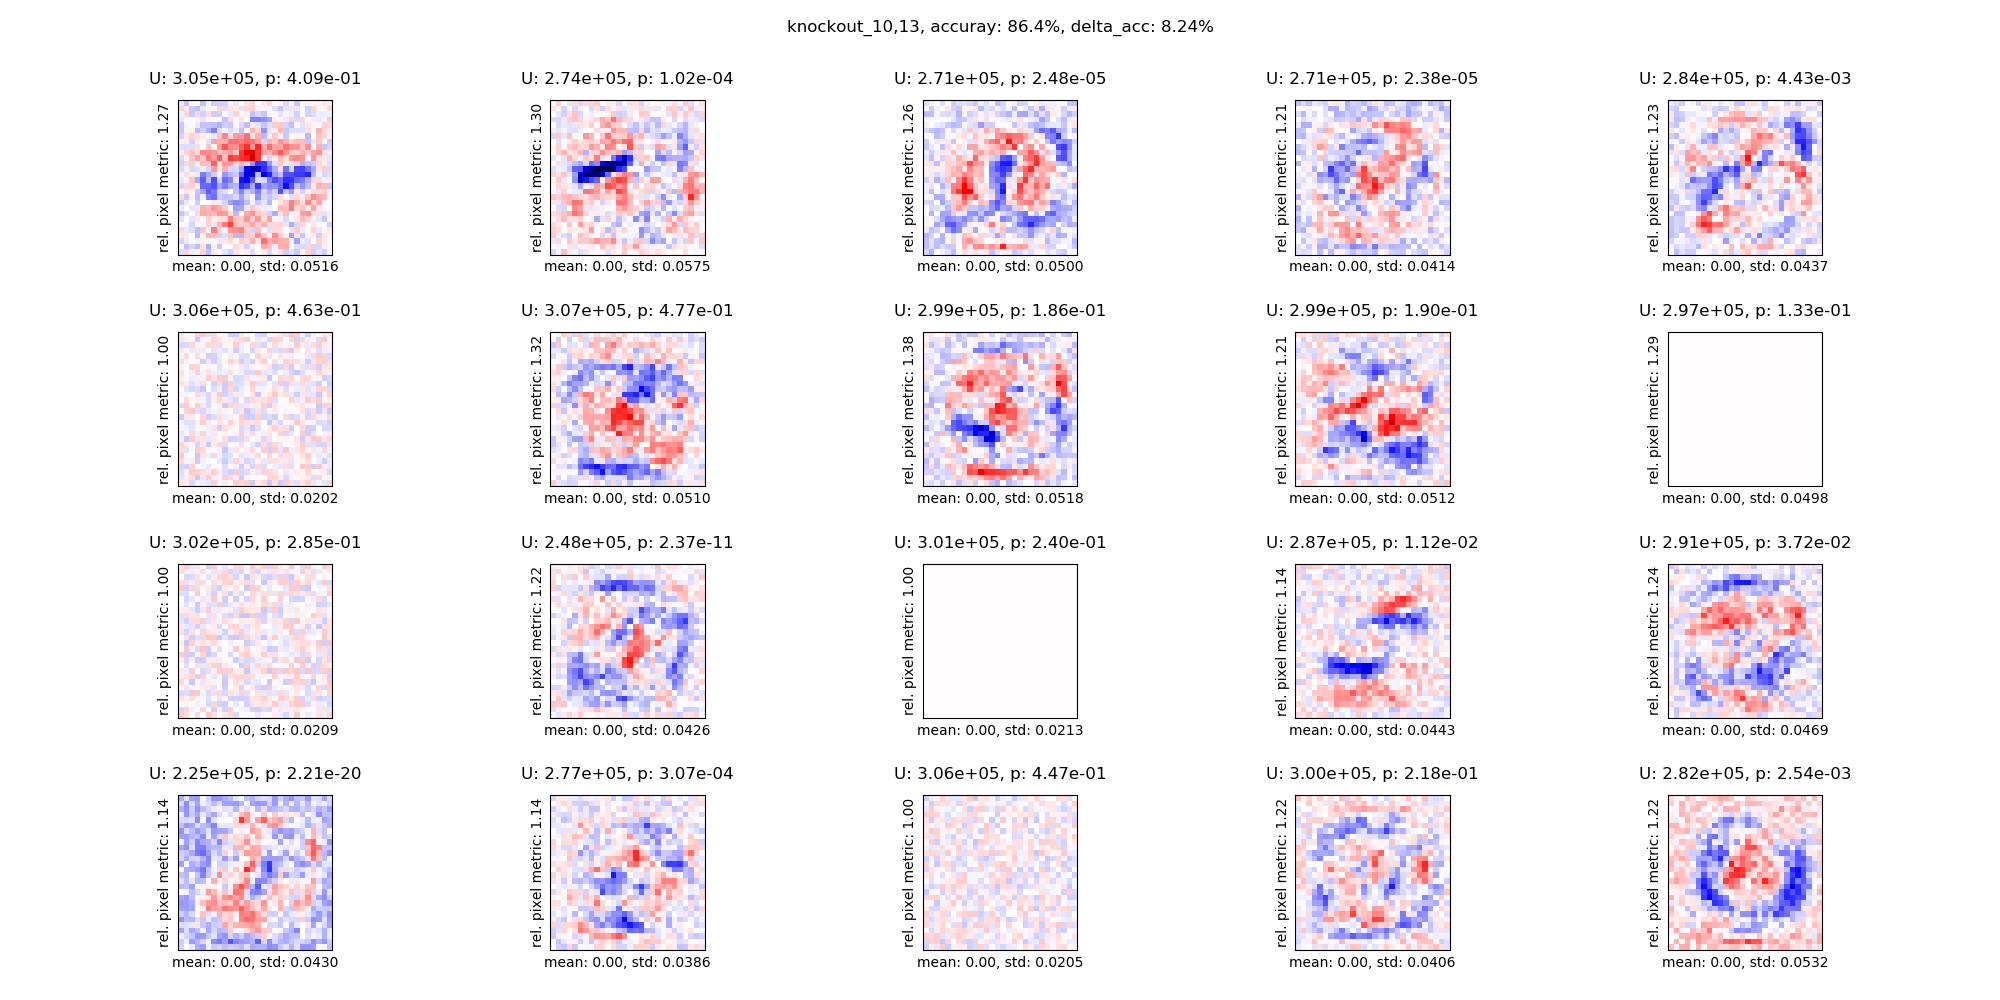 knockout_10,13, accuray: 86.4%, delta_acc: 8.24%
U: 3.05e+05, p: 4.09e-01
rel. pixel metric: 1.27
mean: 0.00, std: 0.0516
U: 2.74e+05, p: 1.02e-04
rel. pixel metric: 1.30
mean: 0.00, std: 0.0575
U: 2.71e+05, p: 2.48e-05
rel. pixel metric: 1.26
mean: 0.00, std: 0.0500
U: 2.71e+05, p: 2.38e-05
rel. pixel metric: 1.21
mean: 0.00, std: 0.0414
U: 2.84e+05, p: 4.43e-03
rel. pixel metric: 1.23
mean: 0.00, std: 0.0437
U: 3.06e+05, p: 4.63e-01
rel. pixel metric: 1.00
mean: 0.00, std: 0.0202
U: 3.07e+05, p: 4.77e-01
rel. pixel metric: 1.32
mean: 0.00, std: 0.0510
U: 2.99e+05, p: 1.86e-01
rel. pixel metric: 1.38
mean: 0.00, std: 0.0518
U: 2.99e+05, p: 1.90e-01
rel. pixel metric: 1.21
mean: 0.00, std: 0.0512
U: 2.97e+05, p: 1.33e-01
rel. pixel metric: 1.29
mean: 0.00, std: 0.0498
U: 3.02e+05, p: 2.85e-01
rel. pixel metric: 1.00
mean: 0.00, std: 0.0209
U: 2.48e+05, p: 2.37e-11
rel. pixel metric: 1.22
mean: 0.00, std: 0.0426
U: 3.01e+05, p: 2.40e-01
rel. pixel metric: 1.00
mean: 0.00, std: 0.0213
U: 2.87e+05, p: 1.12e-02
rel. pixel metric: 1.14
mean: 0.00, std: 0.0443
U: 2.91e+05, p: 3.72e-02
rel. pixel metric: 1.24
mean: 0.00, std: 0.0469
U: 2.25e+05, p: 2.21e-20
rel. pixel metric: 1.14
mean: 0.00, std: 0.0430
U: 2.77e+05, p: 3.07e-04
rel. pixel metric: 1.14
mean: 0.00, std: 0.0386
U: 3.06e+05, p: 4.47e-01
rel. pixel metric: 1.00
mean: 0.00, std: 0.0205
U: 3.00e+05, p: 2.18e-01
rel. pixel metric: 1.22
mean: 0.00, std: 0.0406
U: 2.82e+05, p: 2.54e-03
rel. pixel metric: 1.22
mean: 0.00, std: 0.0532